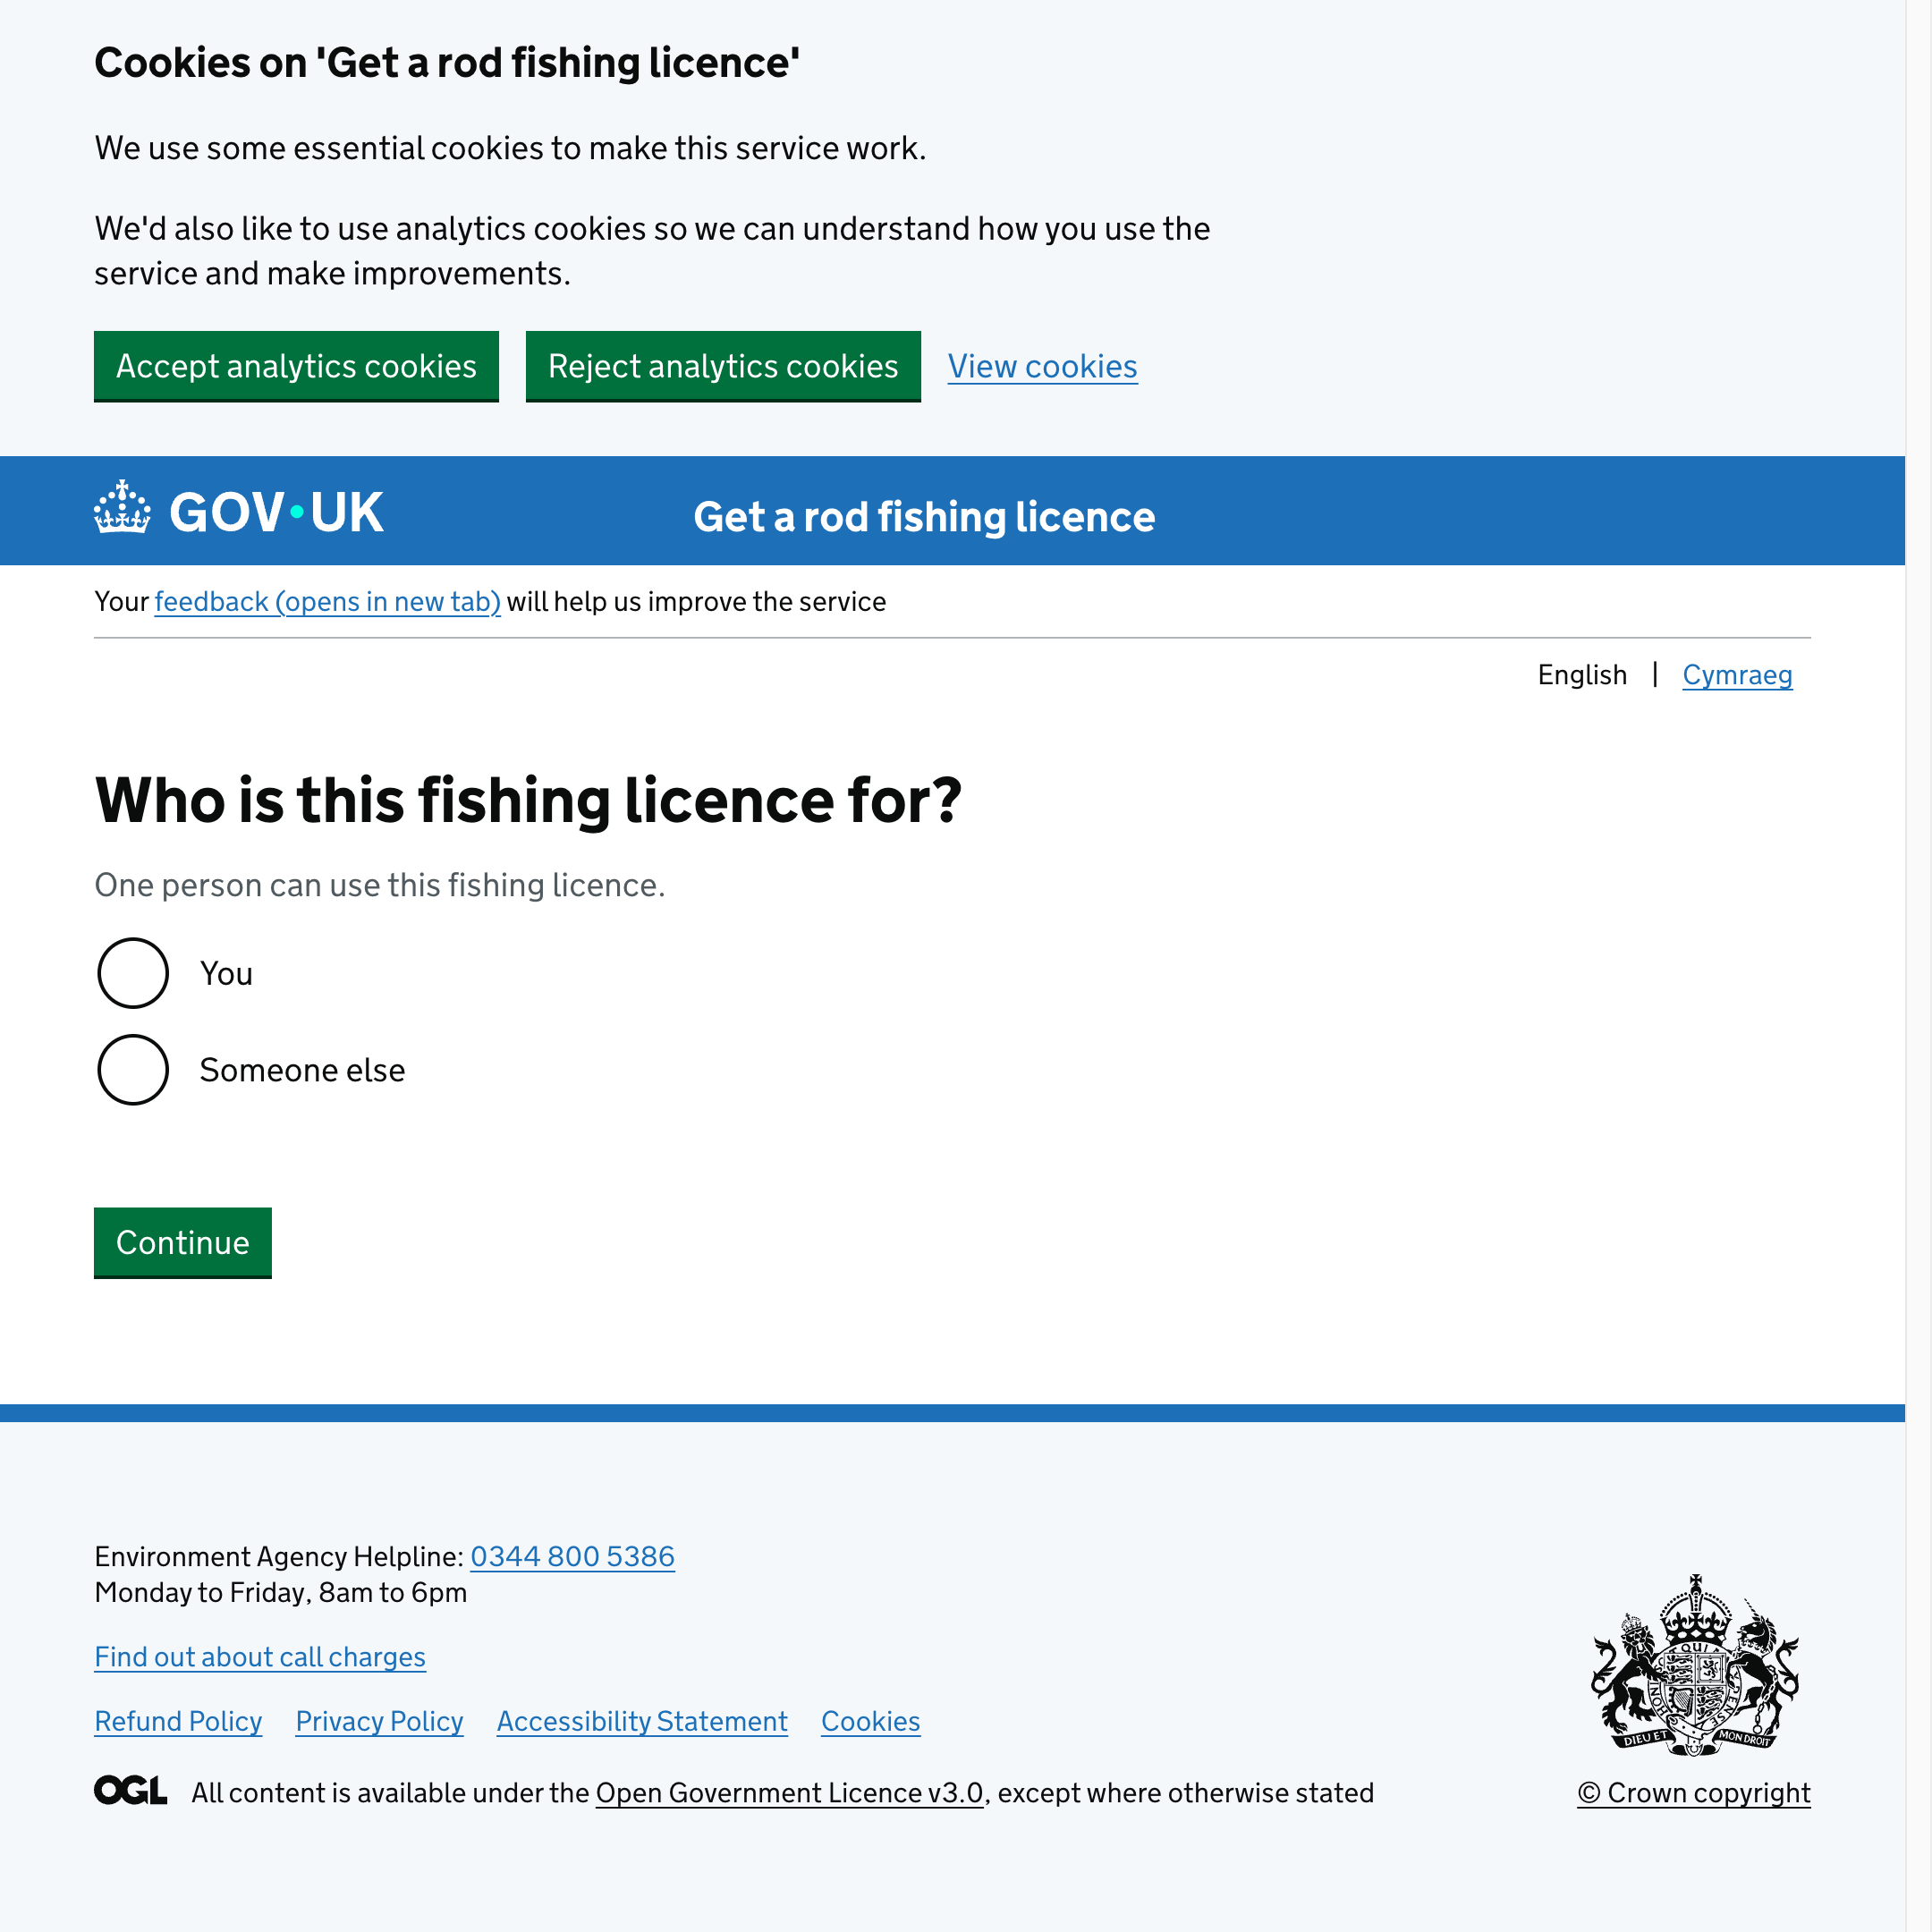 Cookies on 'Get a rod fishing licence'
We use some essential cookies to make this service work.
We'd also like to use analytics cookies so we can understand how you use the
service and make improvements.
Accept analytics cookies Reject analytics cookies View cookies
GOV·UK Get a rod fishing licence
Your feedback (opens in new tab) will help us improve the service
English | Cymraeg
Who is this fishing licence for?
One person can use this fishing licence.
You
Someone else
Continue
Environment Agency Helpline: 0344 800 5386
Monday to Friday, 8am to 6pm
Find out about call charges
Refund Policy Privacy Policy Accessibility Statement Cookies
QUI
HONI
PENSE
DIEU ET MON DROIT
OGL All content is available under the Open Government Licence v3.0, except where otherwise stated
© Crown copyright